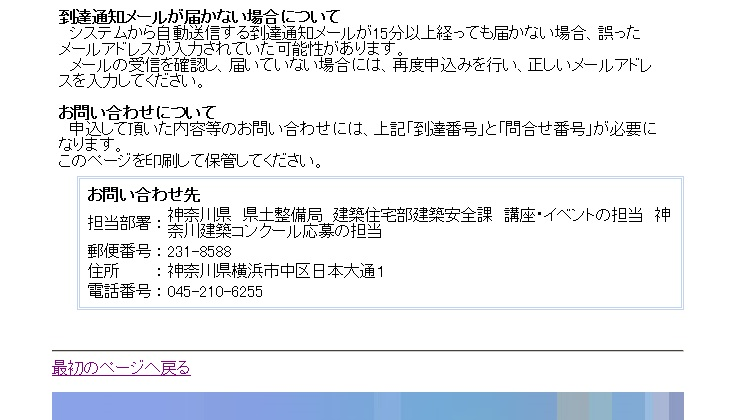 到達通知メールが届かない場合について
システムから自動送信する到達通知メールが15分以上経っても届かない場合、誤った
メールアドレスが入力されていた可能性があります。
メールの受信を確認し、届いていない場合には、再度申込みを行い、正しいメールアドレ
スを入力してください。
お問い合わせについて
申込して頂いた内容等のお問い合わせには、上記「到達番号」と「問合せ番号」が必要に
なります。
このページを印刷して保管してください。
お問い合わせ先
担当部署：神奈川県　県土整備局　建築住宅部建築安全課　講座・イベントの担当　神
奈川建築コンクール応募の担当
郵便番号：231-8588
住所　　：神奈川県横浜市中区日本大通1
電話番号：045-210-6255
最初のページへ戻る